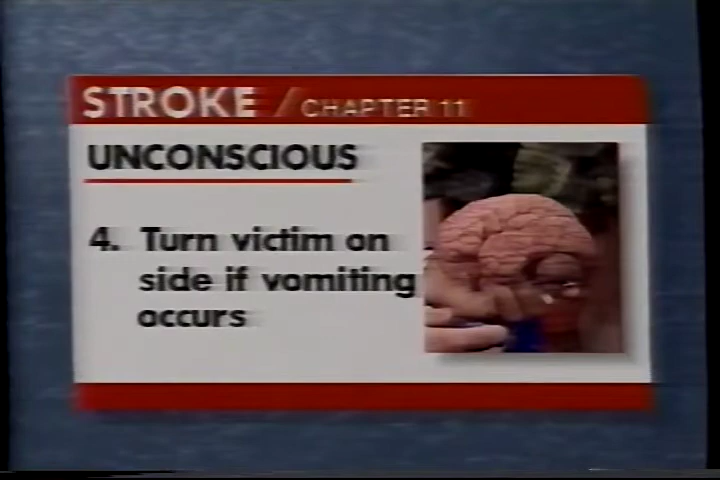 STROKE / CHAPTER 11
UNCONSCIOUS
4. Turn victim on
side if vomiting
occurs